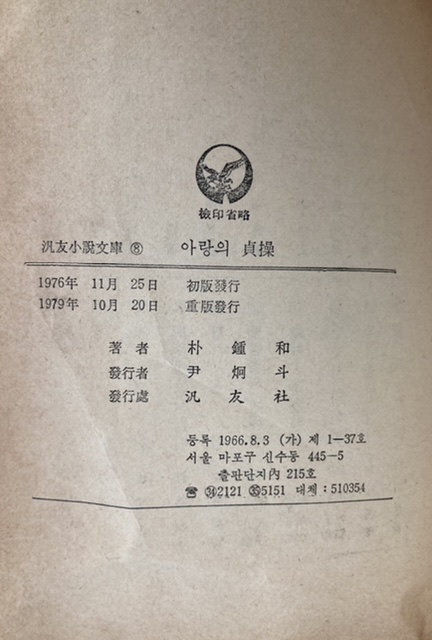 檢印省略
汎友小說文庫 ⑧ 아랑의 貞操
1976年 11月 25日 初版發行
1979年 10月 20日 重版發行
著者 朴鍾和
發行者 尹炯斗
發行處 汎友社
등록 1966.8.3 (가) 제 1—37호
서울 마포구 신수동 445—5
출판단지內 215호
☎ ㉞2121 ㉟5151 대체 : 510354